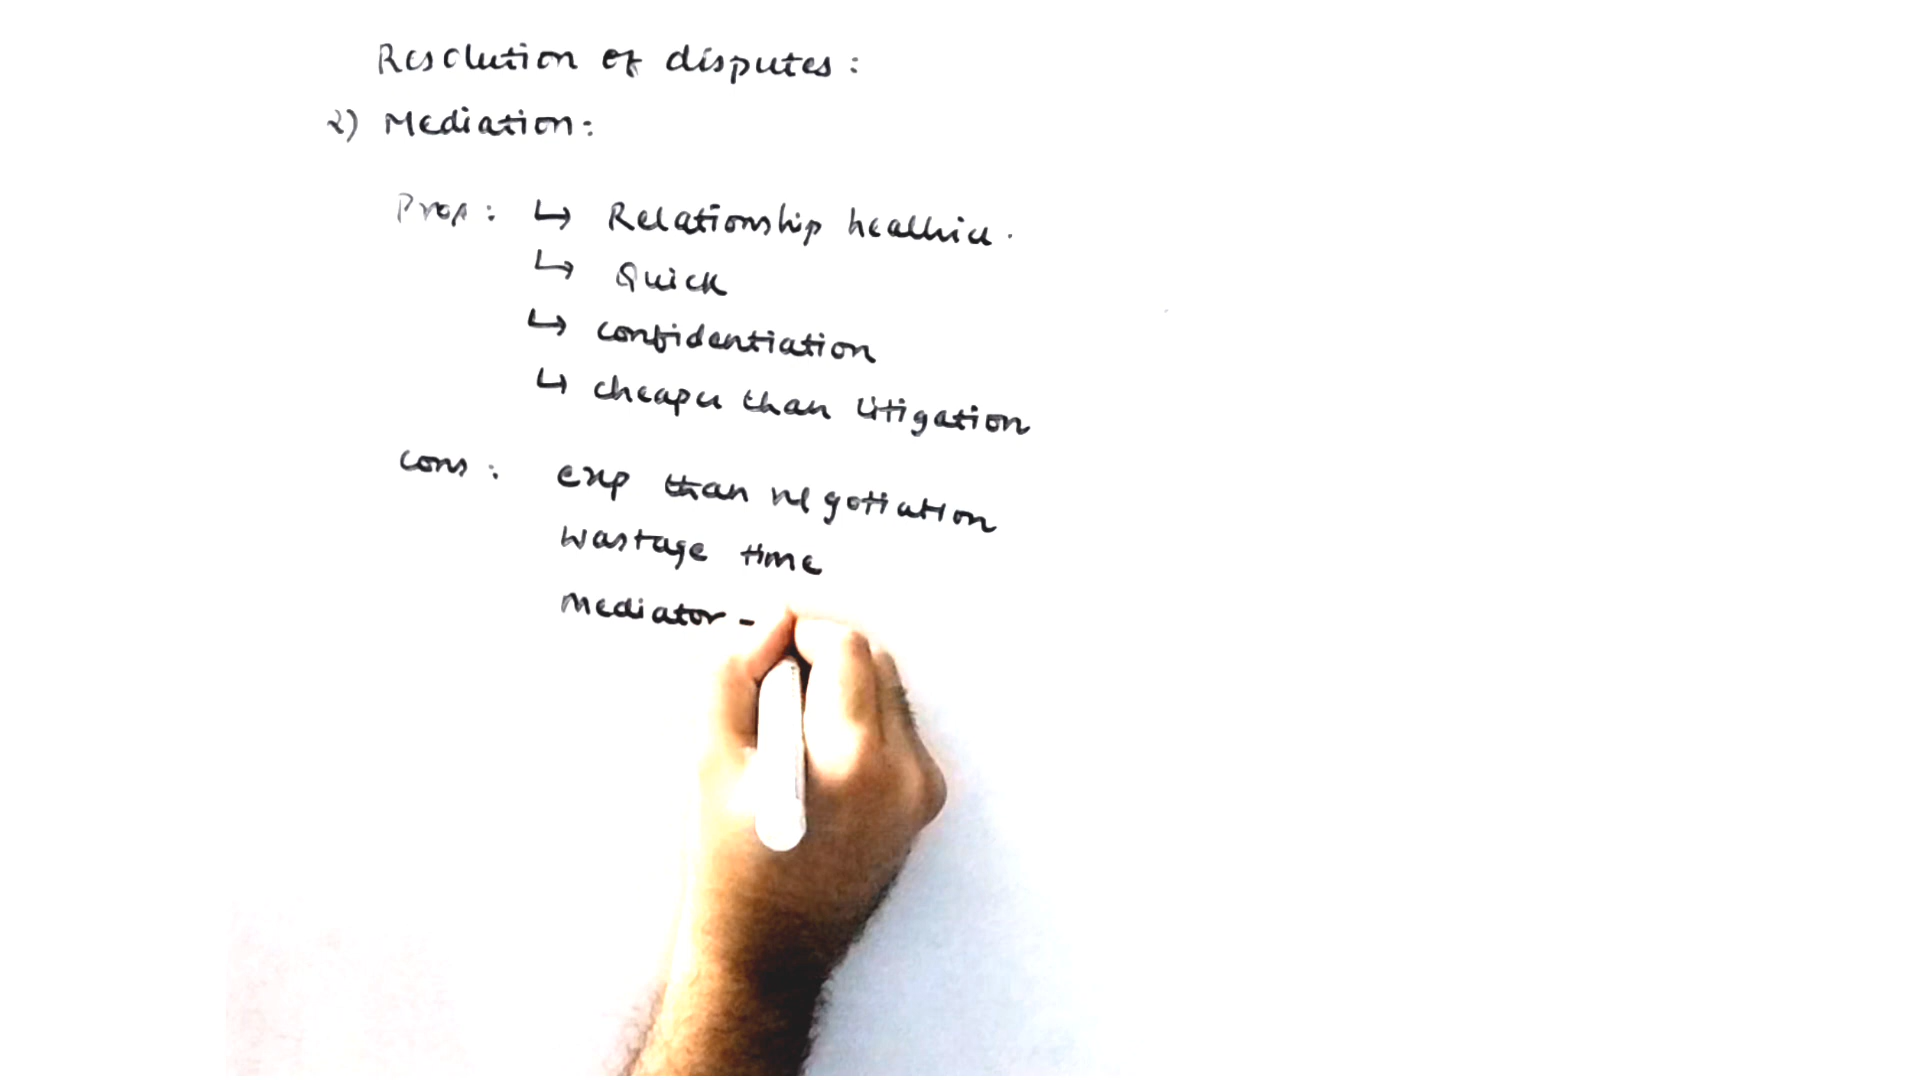 Resolution of disputes:
2) Mediation:
Pros: ↳ Relationship healthier.
↳ Quick
↳ confidentiation
↳ cheaper than litigation
cons: exp than negotiation
wastage time
Mediator -